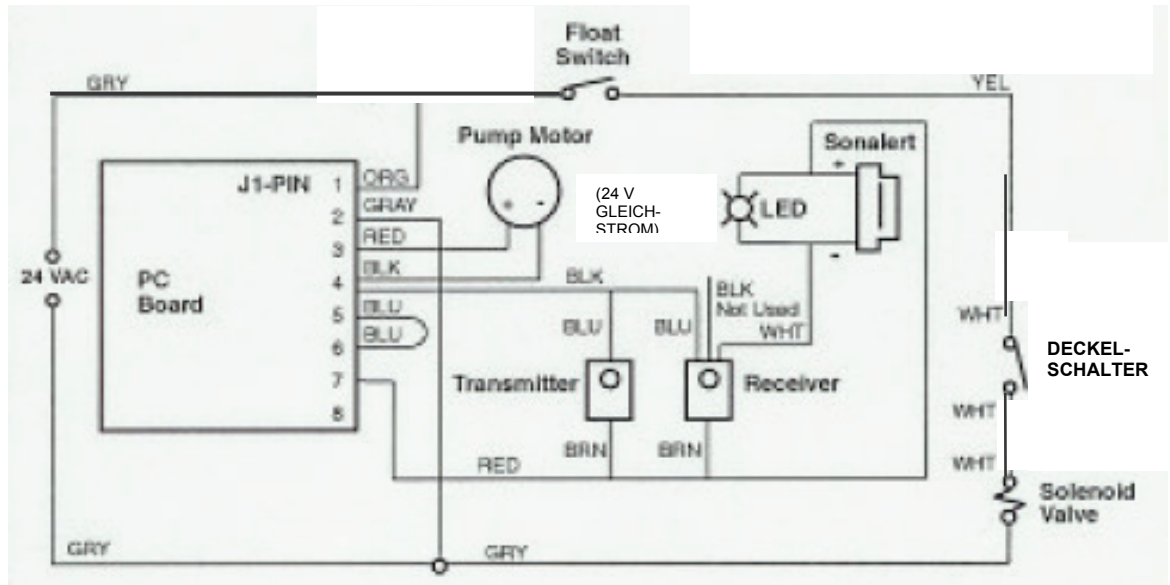 Float
Switch
GRY
YEL
Pump Motor
Sonalert
J1-PIN
1
ORG
2
GRAY
3
RED
4
BLK
5
BLU
6
BLU
7
8
+ -
(24 V
GLEICH-
STROM)
LED
+
-
24 VAC
PC
Board
BLK
BLK
Not Used
WHT
BLU
BLU
Transmitter
Receiver
BRN
BRN
RED
WHT
DECKEL-
SCHALTER
WHT
WHT
Solenoid
Valve
GRY
GRY